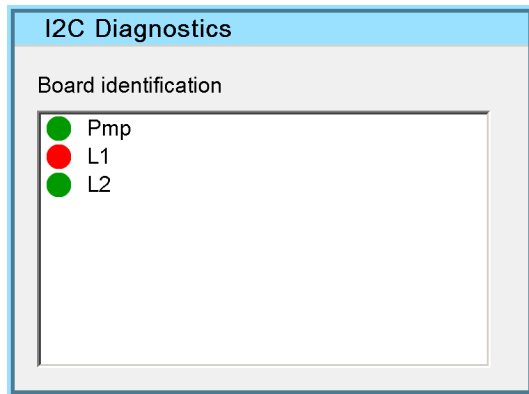 I2C Diagnostics
Board identification
Pmp
L1
L2